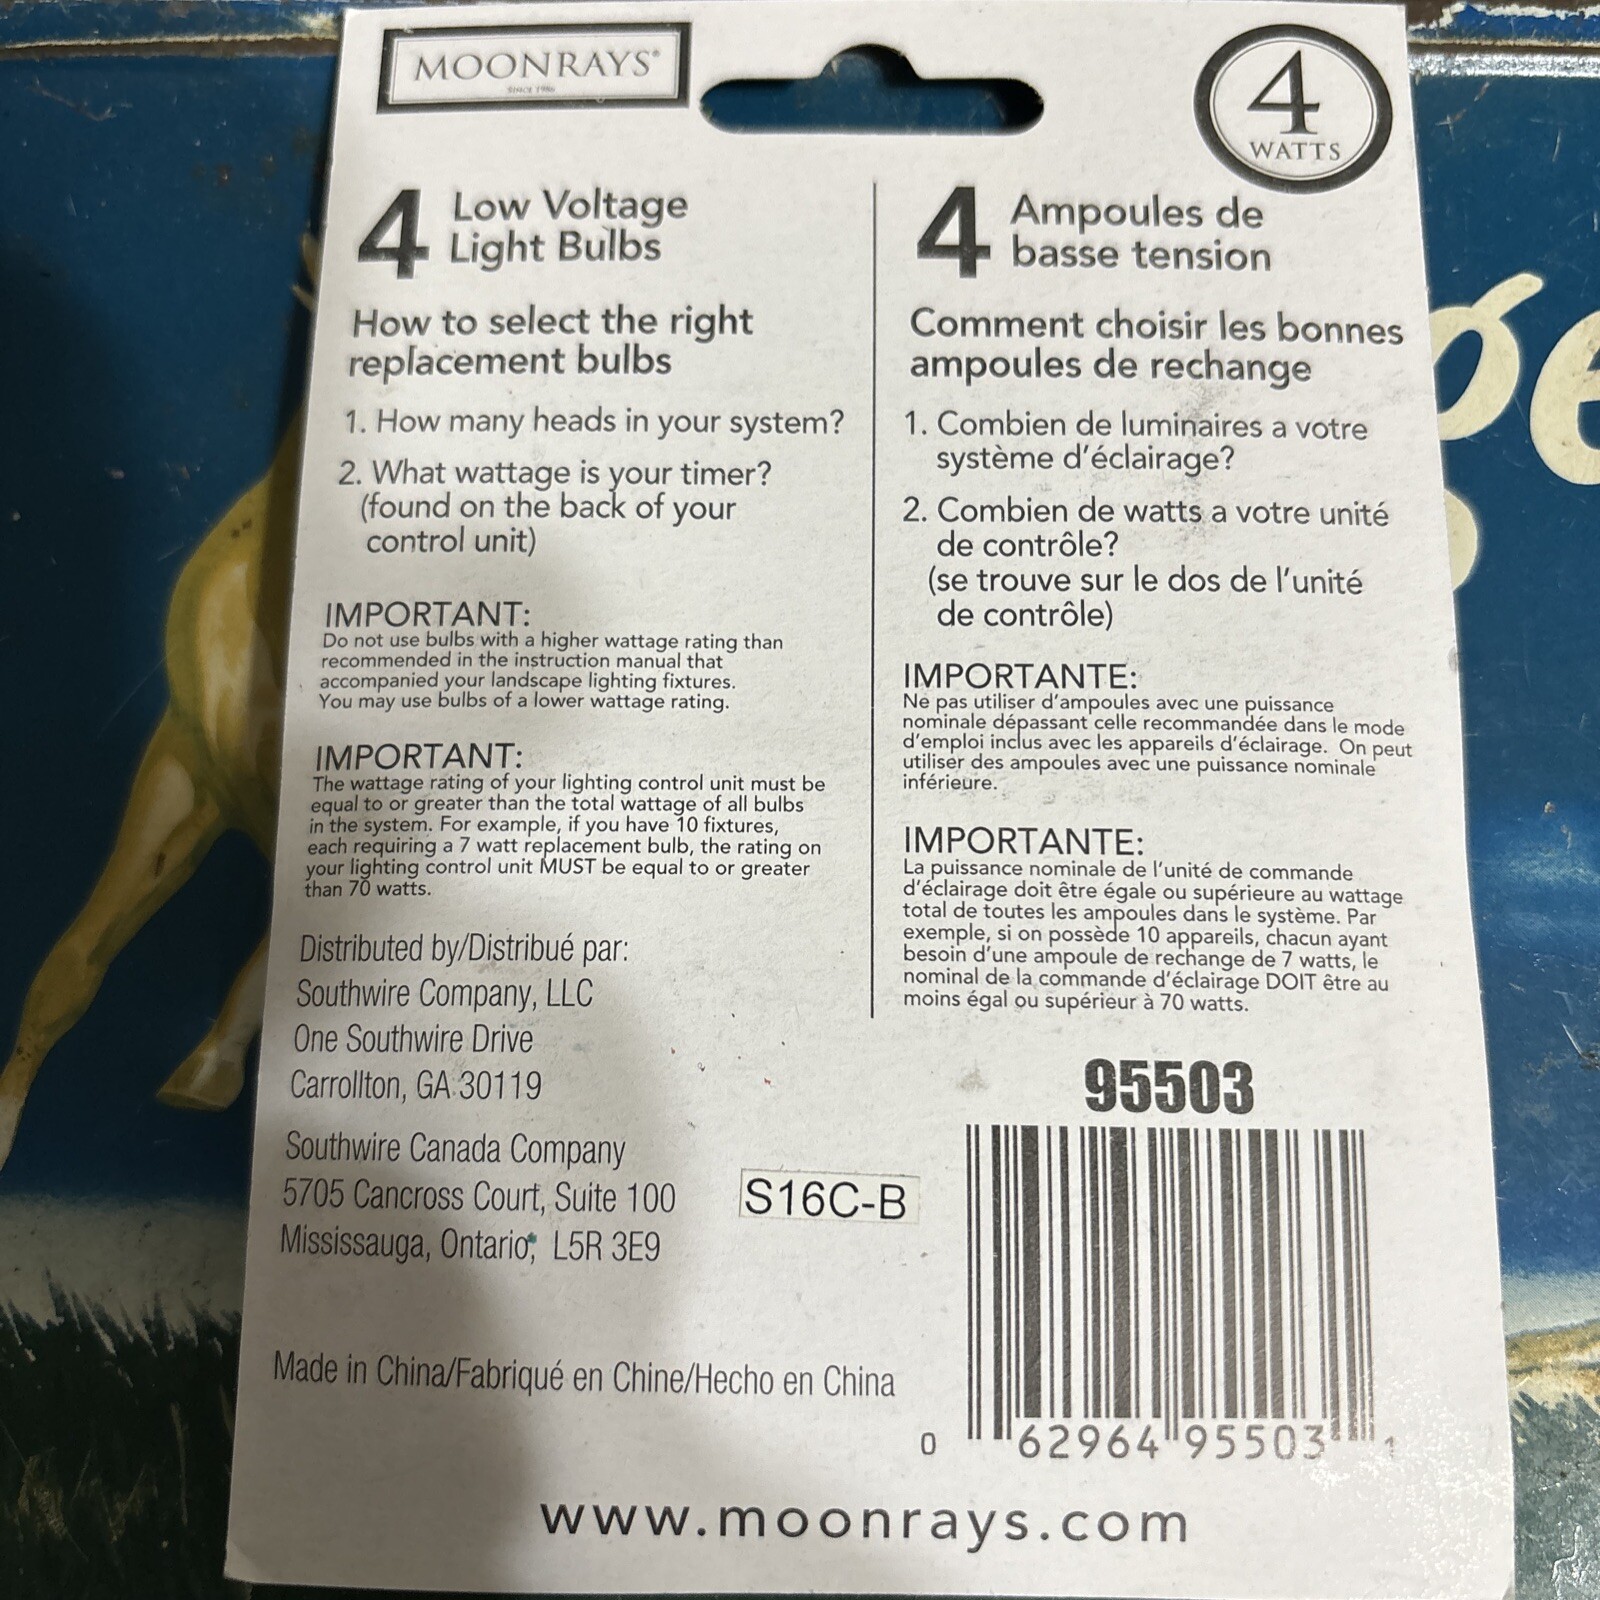 MOONRAYS®
SINCE 1986
4
WATTS
4 Low Voltage
Light Bulbs
How to select the right
replacement bulbs
1. How many heads in your system?
2. What wattage is your timer?
(found on the back of your
control unit)
IMPORTANT:
Do not use bulbs with a higher wattage rating than
recommended in the instruction manual that
accompanied your landscape lighting fixtures.
You may use bulbs of a lower wattage rating.
IMPORTANT:
The wattage rating of your lighting control unit must be
equal to or greater than the total wattage of all bulbs
in the system. For example, if you have 10 fixtures,
each requiring a 7 watt replacement bulb, the rating on
your lighting control unit MUST be equal to or greater
than 70 watts.
Distributed by/Distribué par:
Southwire Company, LLC
One Southwire Drive
Carrollton, GA 30119
Southwire Canada Company
5705 Cancross Court, Suite 100
Mississauga, Ontario, L5R 3E9
Made in China/Fabriqué en Chine/Hecho en China
4 Ampoules de
basse tension
Comment choisir les bonnes
ampoules de rechange
1. Combien de luminaires a votre
système d'éclairage?
2. Combien de watts a votre unité
de contrôle?
(se trouve sur le dos de l'unité
de contrôle)
IMPORTANTE:
Ne pas utiliser d'ampoules avec une puissance
nominale dépassant celle recommandée dans le mode
d'emploi inclus avec les appareils d'éclairage. On peut
utiliser des ampoules avec une puissance nominale
inférieure.
IMPORTANTE:
La puissance nominale de l'unité de commande
d'éclairage doit être égale ou supérieure au wattage
total de toutes les ampoules dans le système. Par
exemple, si on possède 10 appareils, chacun ayant
besoin d'une ampoule de rechange de 7 watts, le
nominal de la commande d'éclairage DOIT être au
moins égal ou supérieur à 70 watts.
95503
S16C-B
0 62964 95503 1
www.moonrays.com